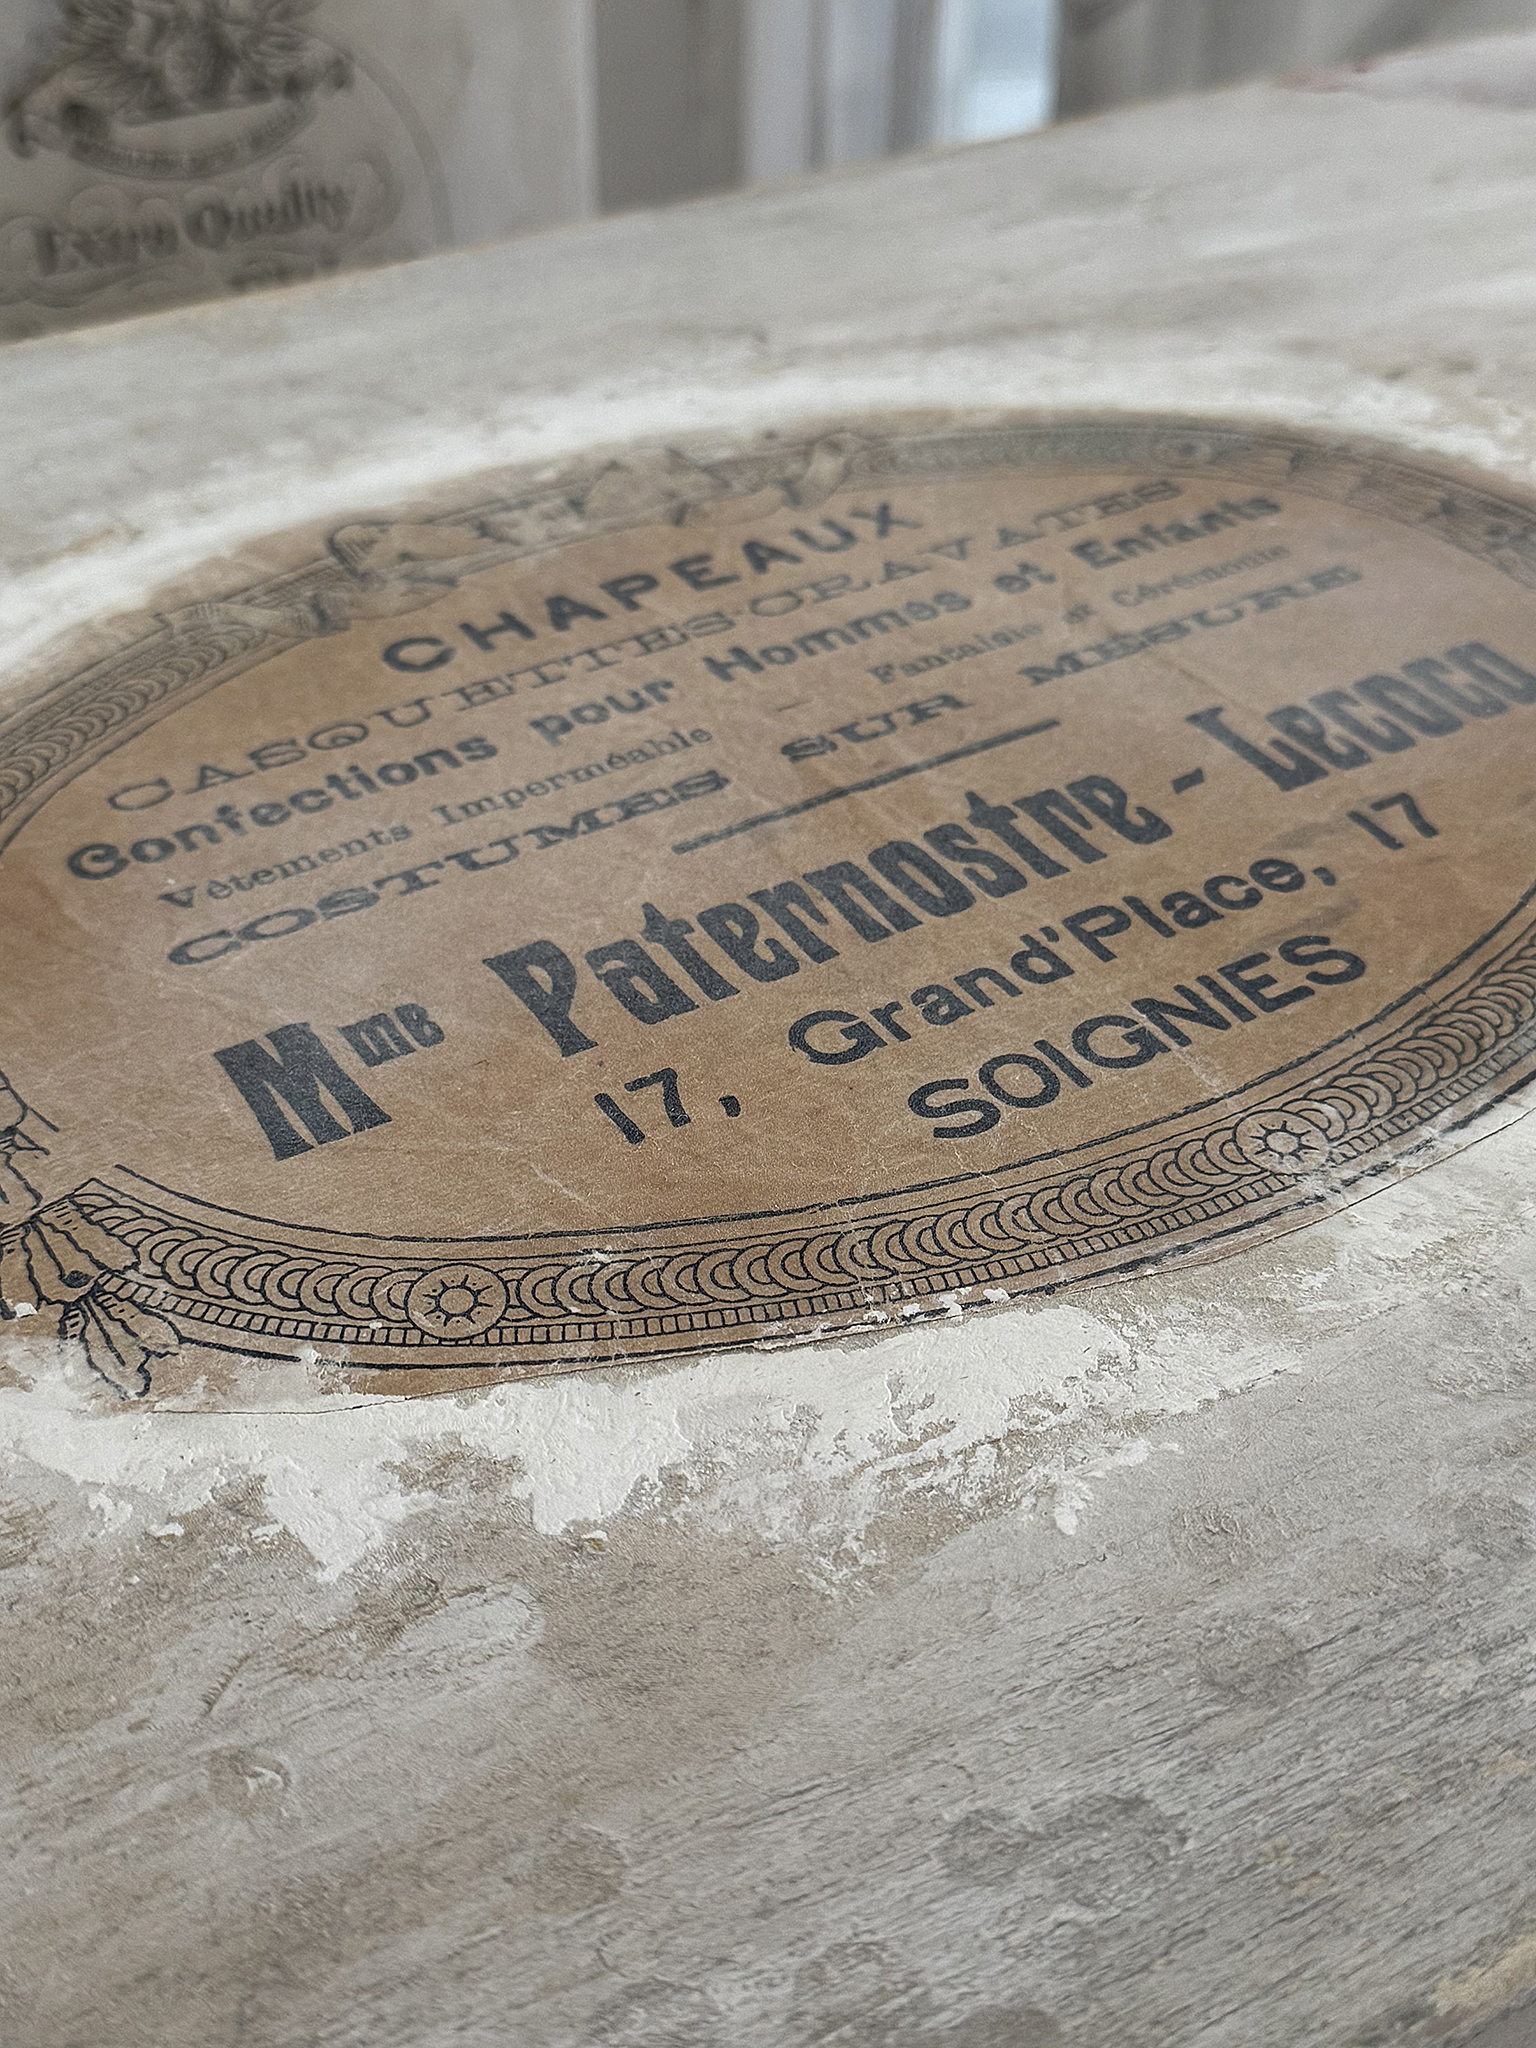 Extra Quality
CHAPEAUX
CASQUETTES-CRAVATES
Confections pour Hommes et Enfants
Vêtements Imperméable - Fantaisie et Cérémonie
COSTUMES SUR MESURE
Mme Paternostre - Lecocq
17, Grand'Place, 17
SOIGNIES